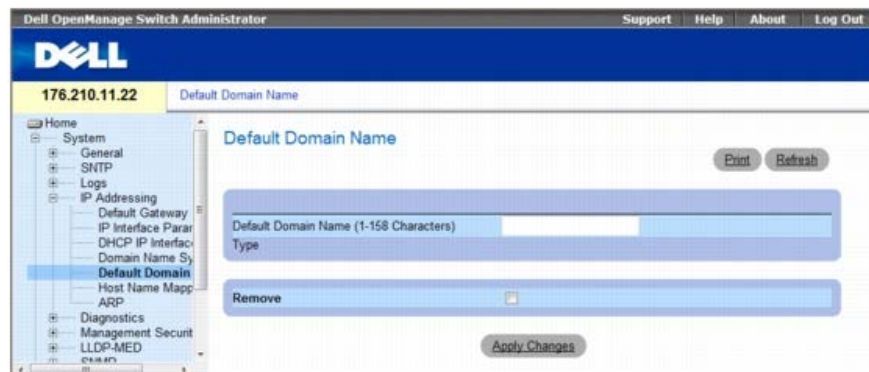 Dell OpenManage Switch Administrator
Support Help About Log Out
DELL
176.210.11.22 Default Domain Name
Home
System
General
SNTP
Logs
IP Addressing
Default Gateway
IP Interface Parar
DHCP IP Interface
Domain Name Sy
Default Domain
Host Name Mapp
ARP
Diagnostics
Management Securit
LLDP-MED
SNMP
Default Domain Name
Print Refresh
Default Domain Name (1-158 Characters)
Type
Remove
Apply Changes